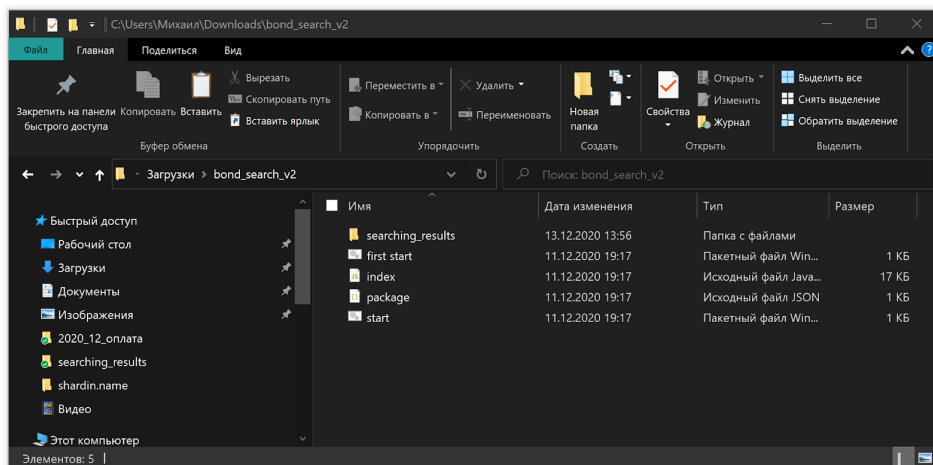 C:\Users\Михаил\Downloads\bond_search_v2
Файл Главная Поделиться Вид
Закрепить на панели быстрого доступа
Копировать
Вставить
Вырезать
Скопировать путь
Вставить ярлык
Буфер обмена
Переместить в
Копировать в
Удалить
Переименовать
Упорядочить
Новая папка
Создать
Свойства
Открыть
Изменить
Журнал
Открыть
Выделить все
Снять выделение
Обратить выделение
Выделить
« Загрузки › bond_search_v2
Поиск: bond_search_v2
Быстрый доступ
Рабочий стол
Загрузки
Документы
Изображения
2020_12_оплата
searching_results
shardin.name
Видео
Этот компьютер
Имя Дата изменения Тип Размер
searching_results 13.12.2020 13:56 Папка с файлами
first start 11.12.2020 19:17 Пакетный файл Win... 1 КБ
index 11.12.2020 19:17 Исходный файл Java... 17 КБ
package 11.12.2020 19:17 Исходный файл JSON 1 КБ
start 11.12.2020 19:17 Пакетный файл Win... 1 КБ
Элементов: 5